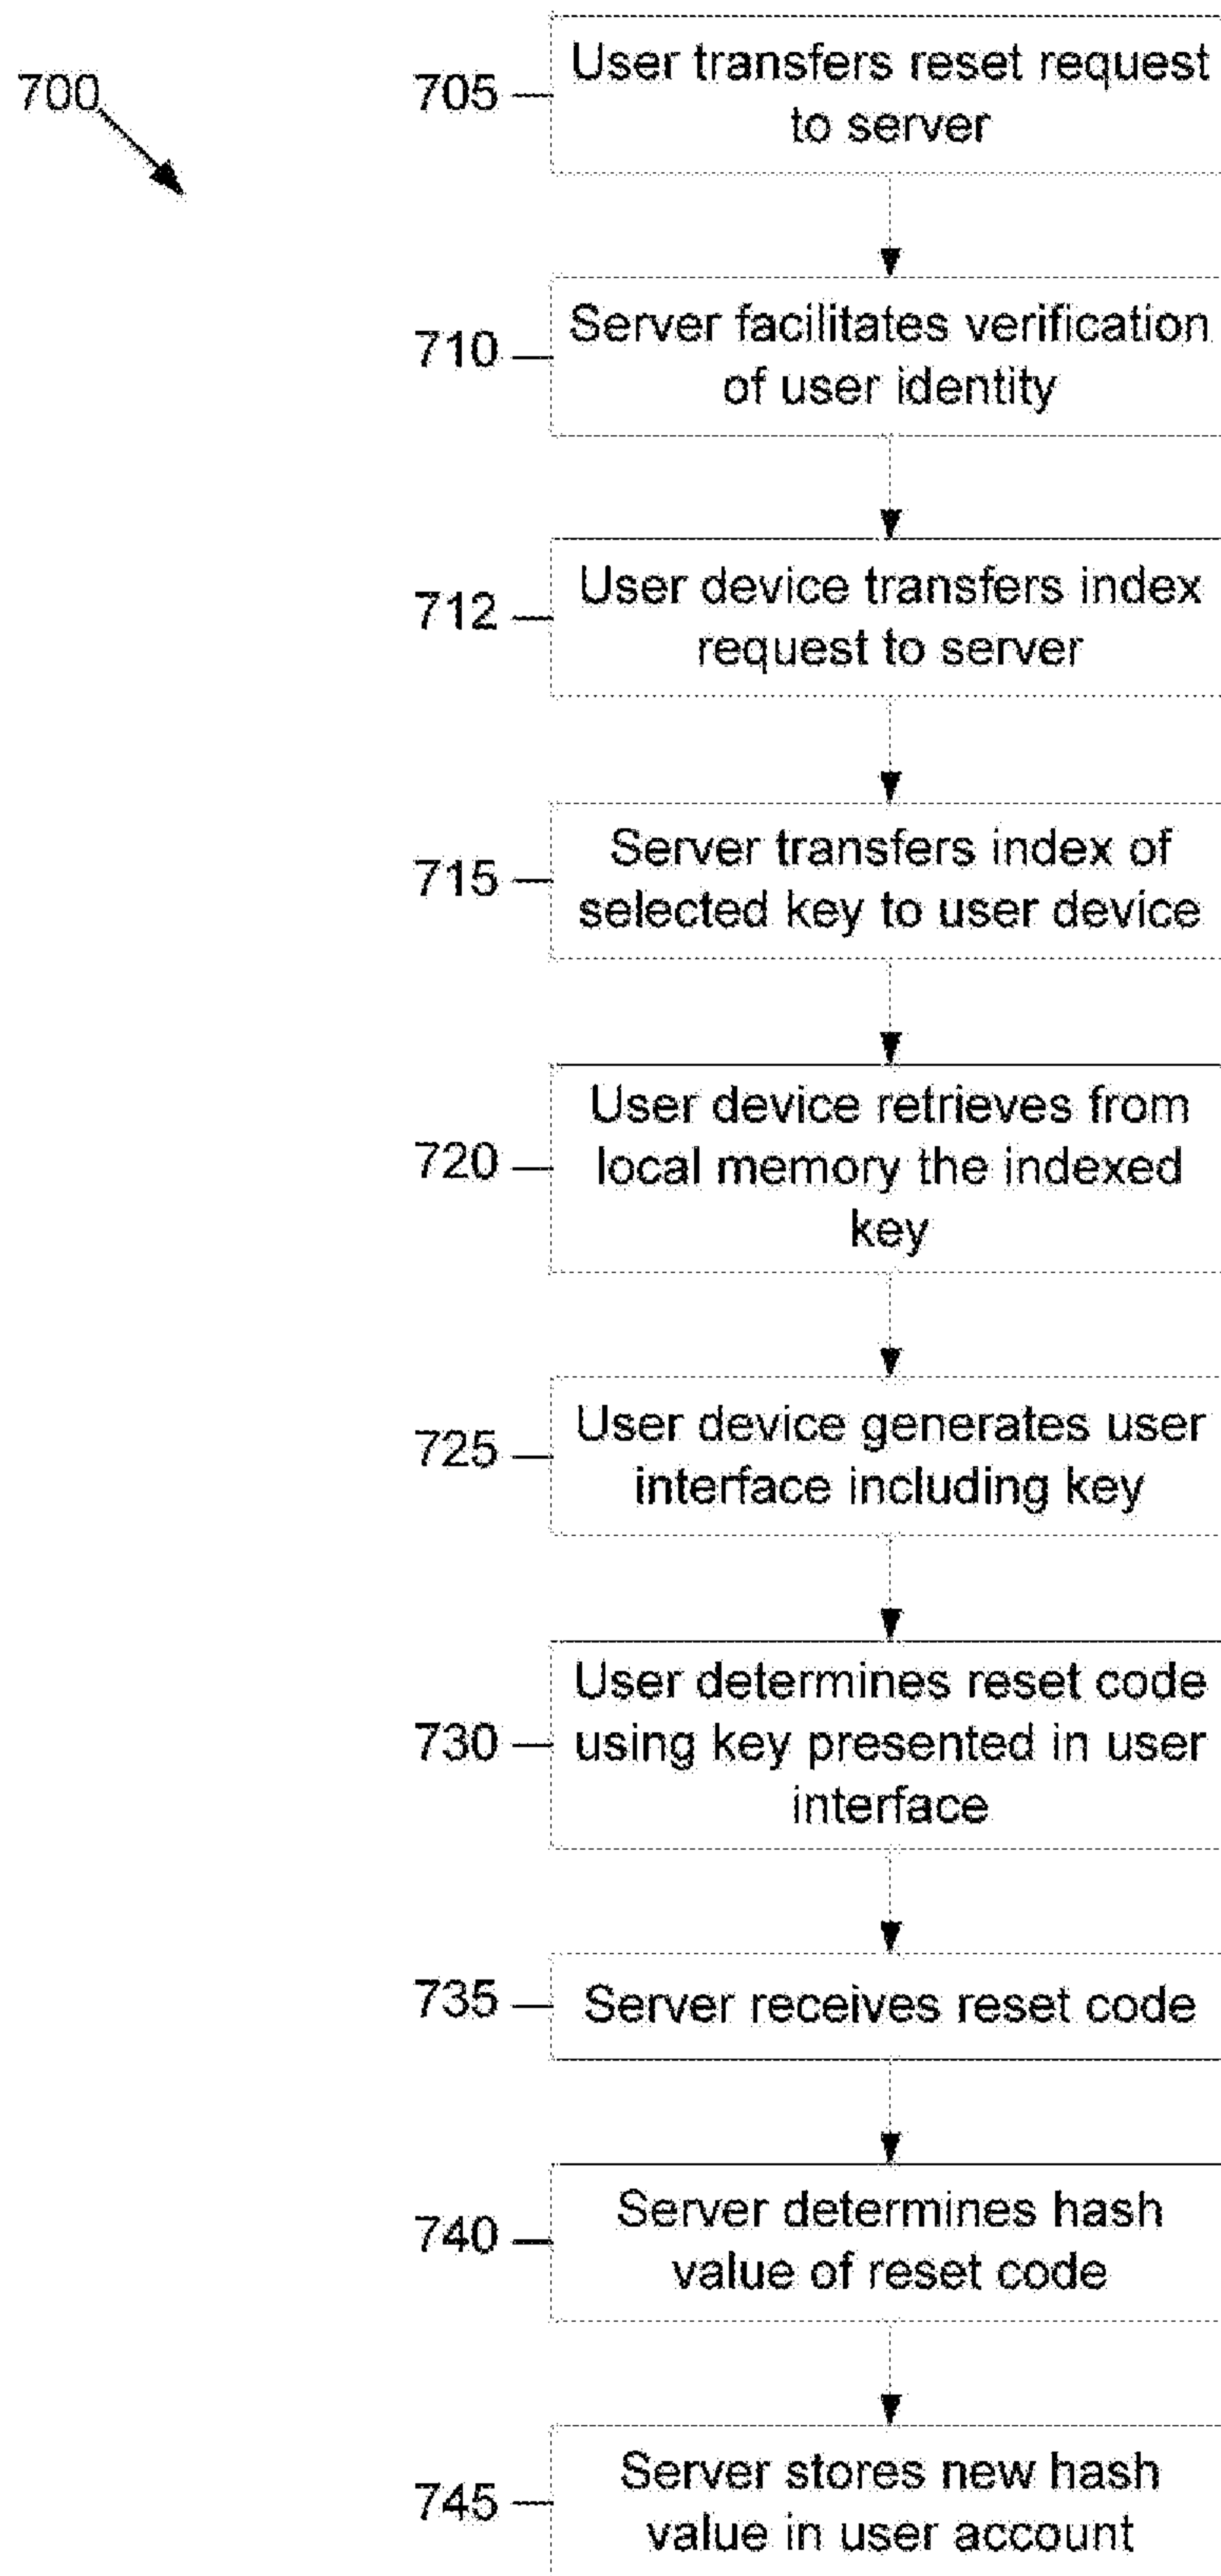 700
705
User transfers reset request
to server
710
Server facilitates verification
of user identity
712
User device transfers index
request to server
715
Server transfers index of
selected key to user device
720
User device retrieves from
local memory the indexed
key
725
User device generates user
interface including key
730
User determines reset code
using key presented in user
interface
735
Server receives reset code
740
Server determines hash
value of reset code
745
Server stores new hash
value in user account